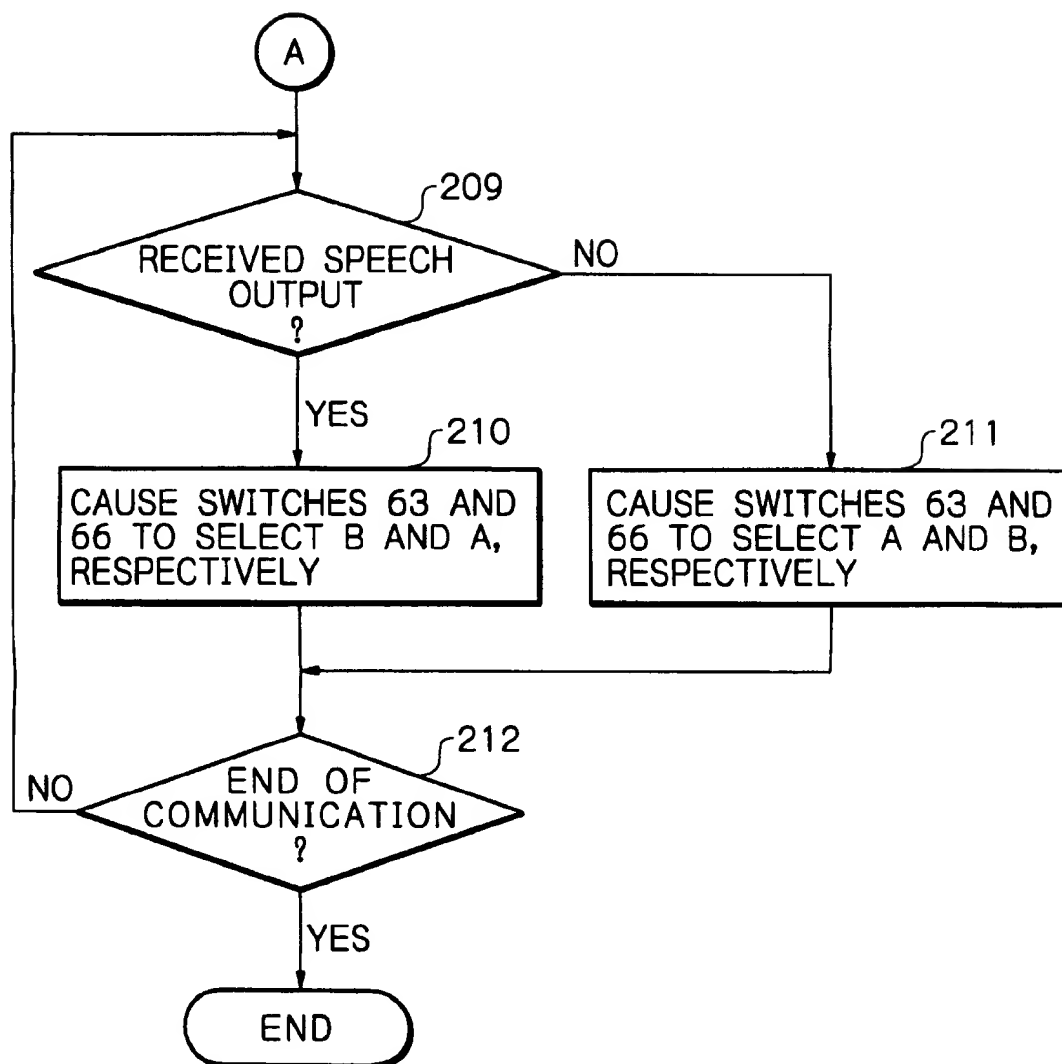 A
209
RECEIVED SPEECH
OUTPUT
?
NO
YES
210
CAUSE SWITCHES 63 AND
66 TO SELECT B AND A,
RESPECTIVELY
211
CAUSE SWITCHES 63 AND
66 TO SELECT A AND B,
RESPECTIVELY
212
END OF
COMMUNICATION
?
NO
YES
END